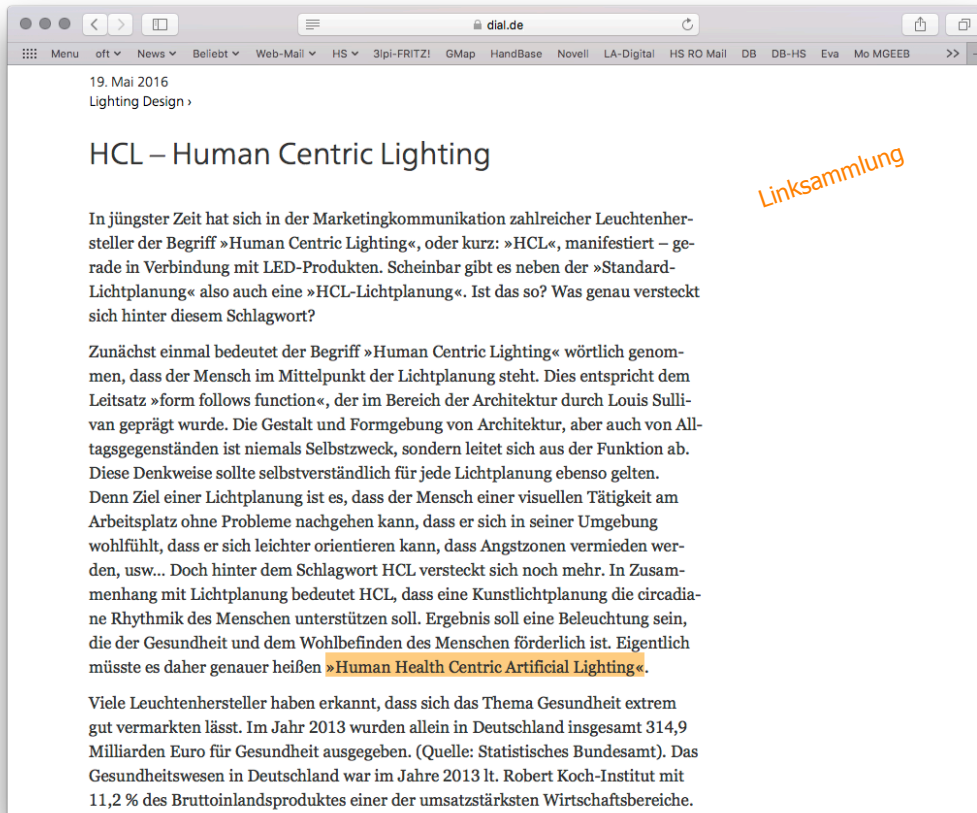 dial.de
Menu oft News Beliebt Web-Mail HS 3lpi-FRITZ! GMap HandBase Novell LA-Digital HS RO Mail DB DB-HS Eva Mo MGEEB >>
19. Mai 2016
Lighting Design ›
HCL – Human Centric Lighting
Linksammlung
In jüngster Zeit hat sich in der Marketingkommunikation zahlreicher Leuchtenher-
steller der Begriff »Human Centric Lighting«, oder kurz: »HCL«, manifestiert – ge-
rade in Verbindung mit LED-Produkten. Scheinbar gibt es neben der »Standard-
Lichtplanung« also auch eine »HCL-Lichtplanung«. Ist das so? Was genau versteckt
sich hinter diesem Schlagwort?
Zunächst einmal bedeutet der Begriff »Human Centric Lighting« wörtlich genom-
men, dass der Mensch im Mittelpunkt der Lichtplanung steht. Dies entspricht dem
Leitsatz »form follows function«, der im Bereich der Architektur durch Louis Sulli-
van geprägt wurde. Die Gestalt und Formgebung von Architektur, aber auch von All-
tagsgegenständen ist niemals Selbstzweck, sondern leitet sich aus der Funktion ab.
Diese Denkweise sollte selbstverständlich für jede Lichtplanung ebenso gelten.
Denn Ziel einer Lichtplanung ist es, dass der Mensch einer visuellen Tätigkeit am
Arbeitsplatz ohne Probleme nachgehen kann, dass er sich in seiner Umgebung
wohlfühlt, dass er sich leichter orientieren kann, dass Angstzonen vermieden wer-
den, usw... Doch hinter dem Schlagwort HCL versteckt sich noch mehr. In Zusam-
menhang mit Lichtplanung bedeutet HCL, dass eine Kunstlichtplanung die circadia-
ne Rhythmik des Menschen unterstützen soll. Ergebnis soll eine Beleuchtung sein,
die der Gesundheit und dem Wohlbefinden des Menschen förderlich ist. Eigentlich
müsste es daher genauer heißen »Human Health Centric Artificial Lighting«.
Viele Leuchtenhersteller haben erkannt, dass sich das Thema Gesundheit extrem
gut vermarkten lässt. Im Jahr 2013 wurden allein in Deutschland insgesamt 314,9
Milliarden Euro für Gesundheit ausgegeben. (Quelle: Statistisches Bundesamt). Das
Gesundheitswesen in Deutschland war im Jahre 2013 lt. Robert Koch-Institut mit
11,2 % des Bruttoinlandsproduktes einer der umsatzstärksten Wirtschaftsbereiche.